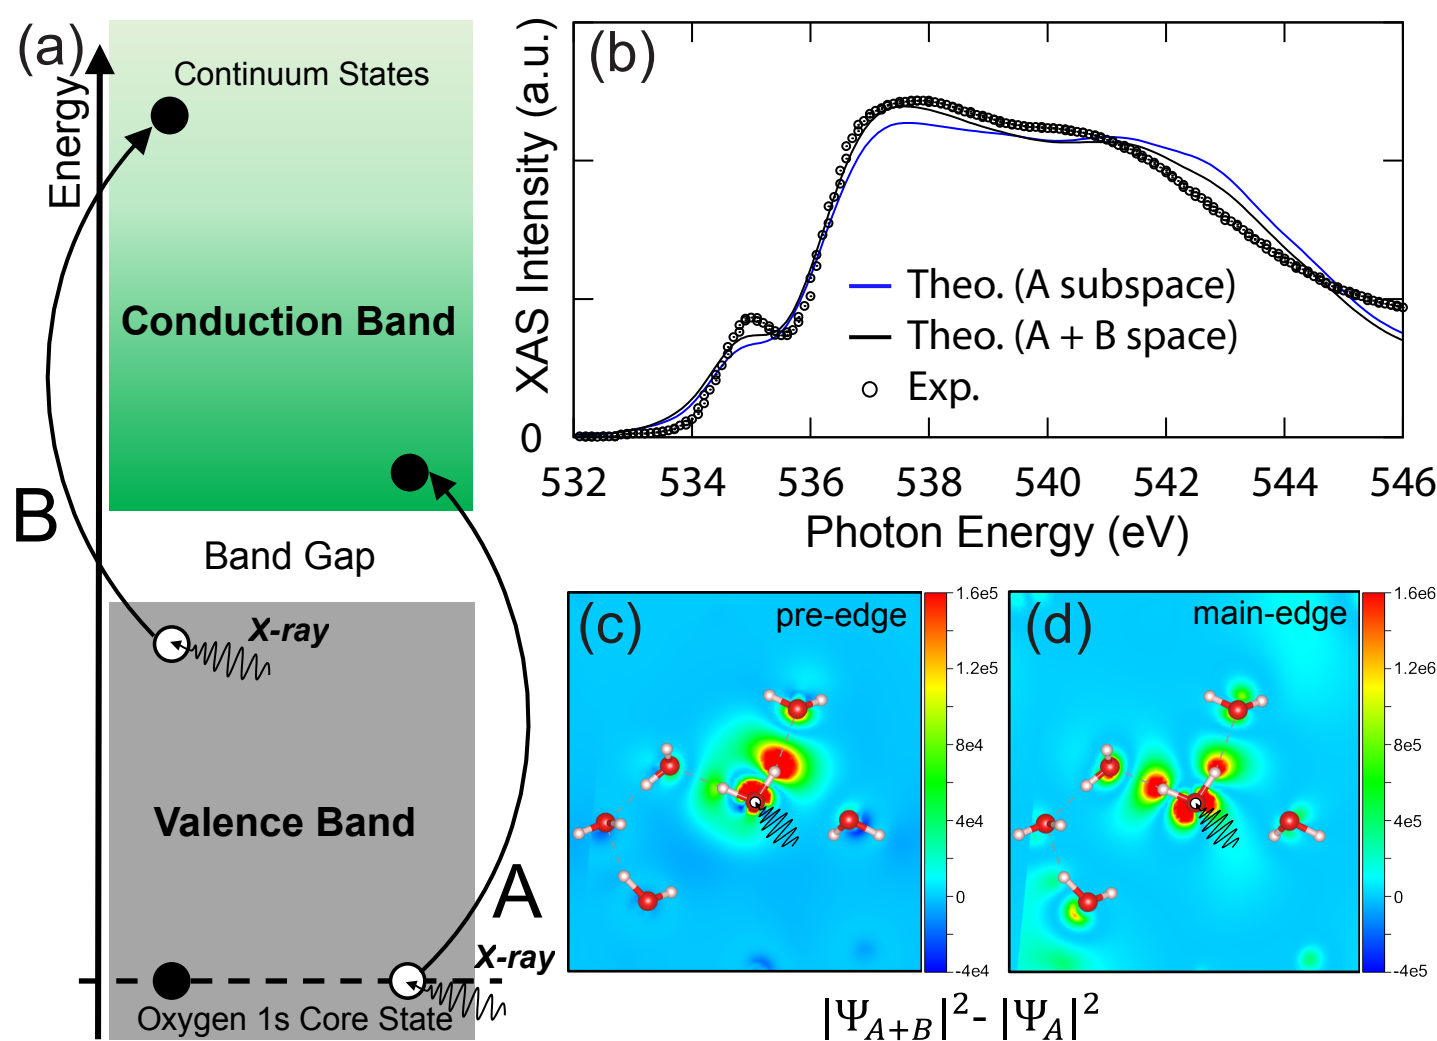 (a)
Energy
Continuum States
Conduction Band
B
Band Gap
X-ray
Valence Band
A
X-ray
Oxygen 1s Core State
(b)
XAS Intensity (a.u.)
Theo. (A subspace)
Theo. (A + B space)
Exp.
0
532 534 536 538 540 542 544 546
Photon Energy (eV)
(c)
pre-edge
1.6e5
1.2e5
8e4
4e4
0
-4e4
(d)
main-edge
1.6e6
1.2e6
8e5
4e5
0
-4e5
|Ψ_{A+B}|² - |Ψ_A|²